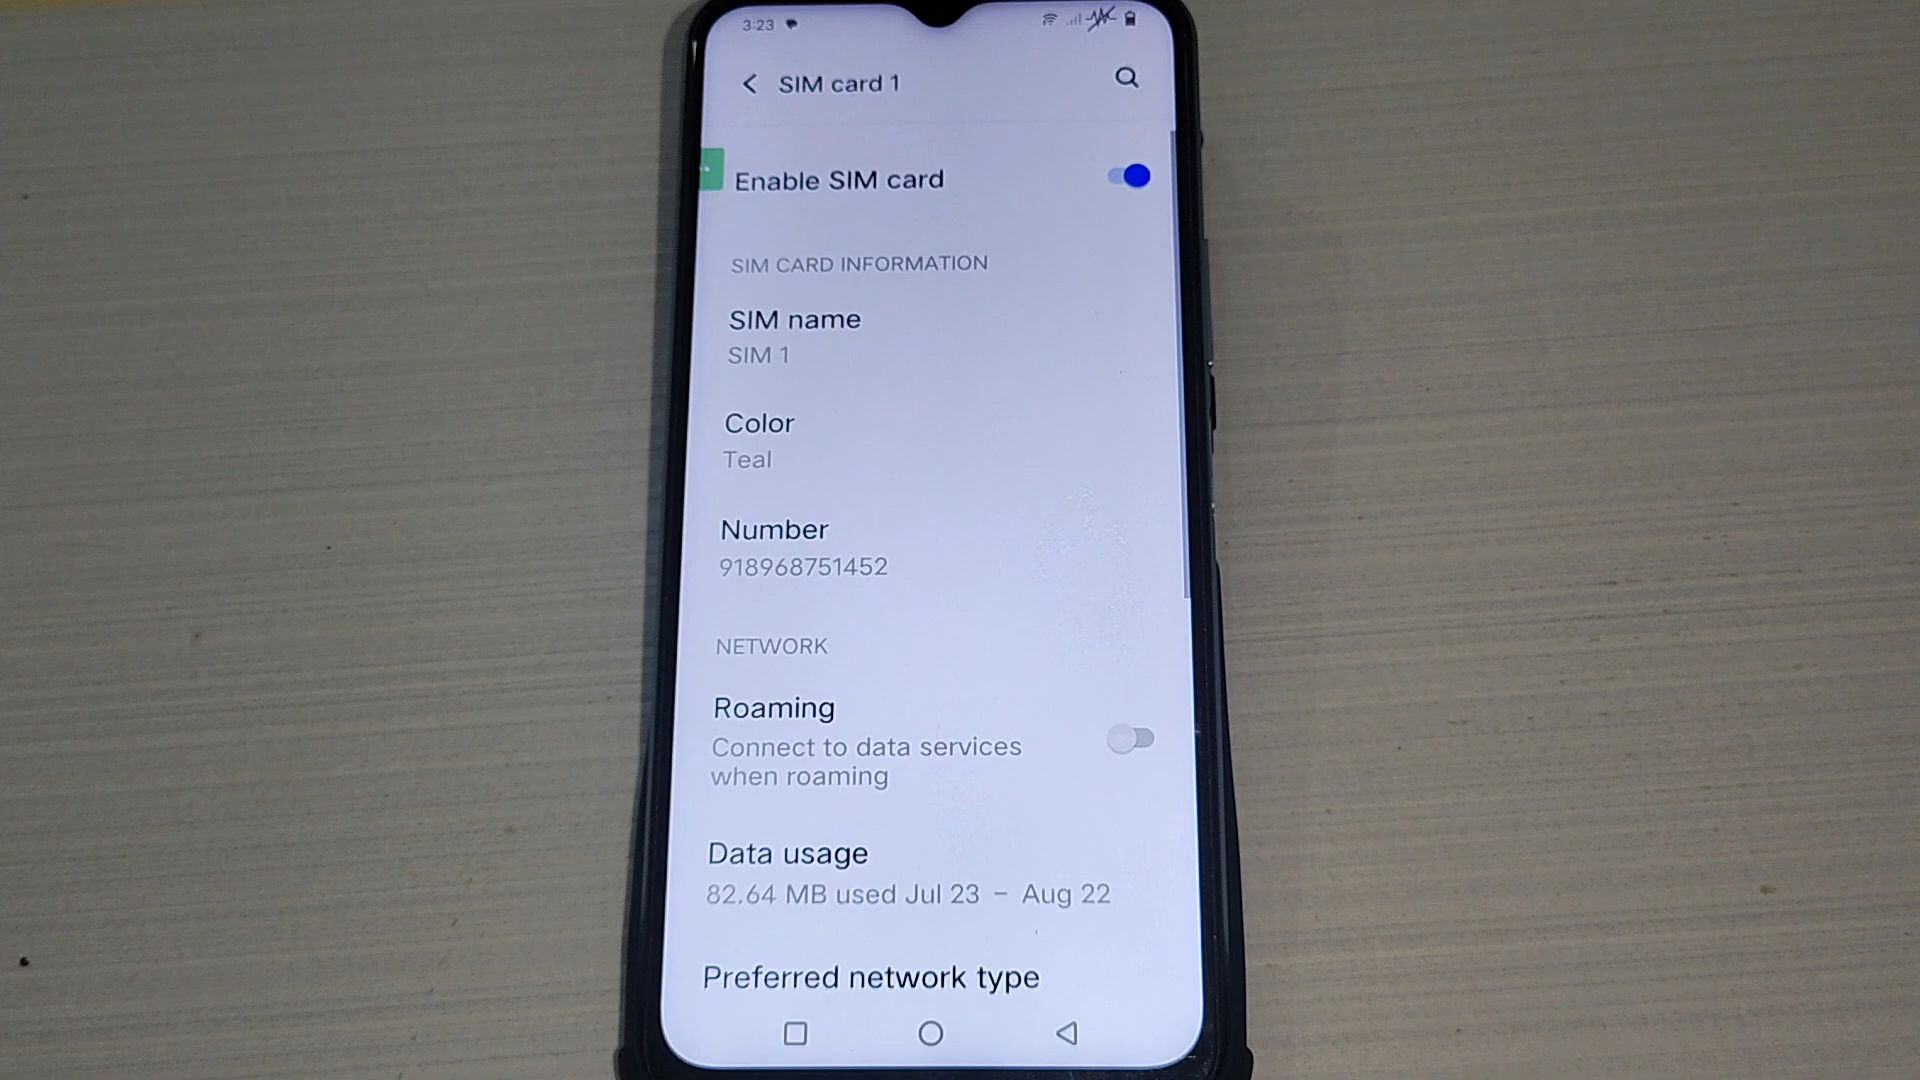 3:23
SIM card 1
Enable SIM card
SIM CARD INFORMATION
SIM name
SIM 1
Color
Teal
Number
918968751452
NETWORK
Roaming
Connect to data services
when roaming
Data usage
82.64 MB used Jul 23 – Aug 22
Preferred network type